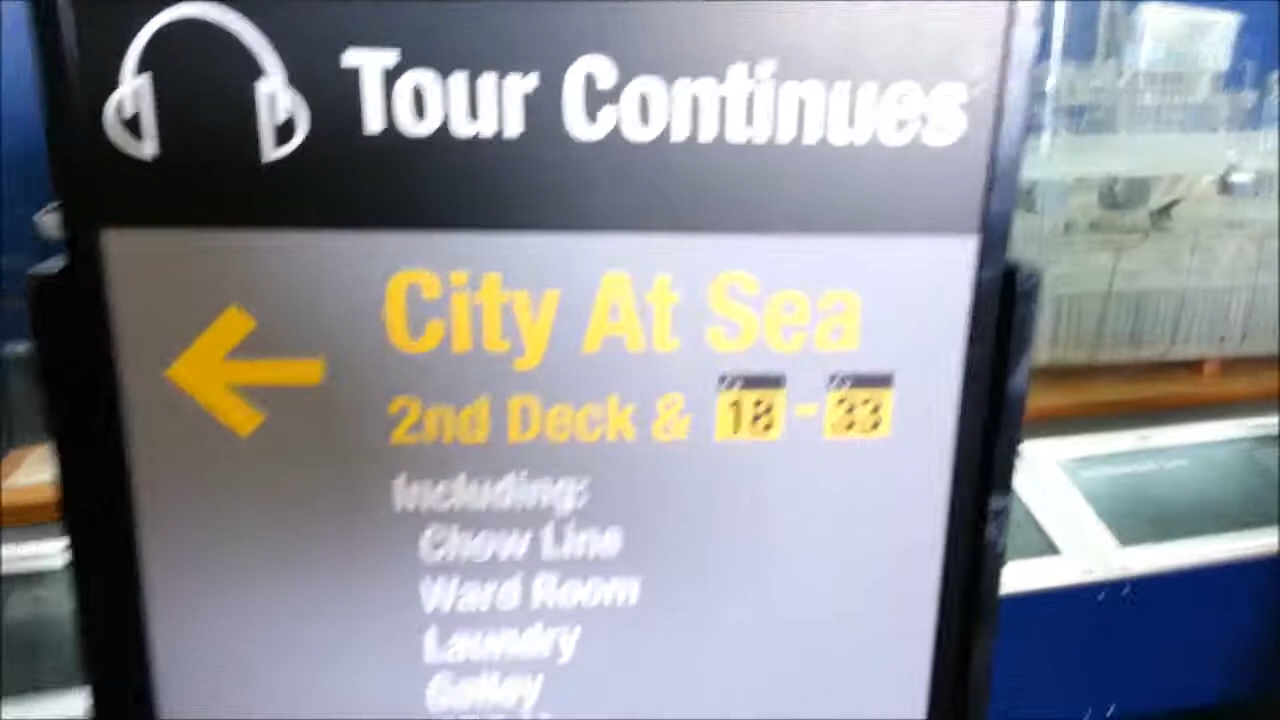 Tour Continues
City At Sea
2nd Deck & 18 - 33
Including:
Chow Line
Ward Room
Laundry
Galley